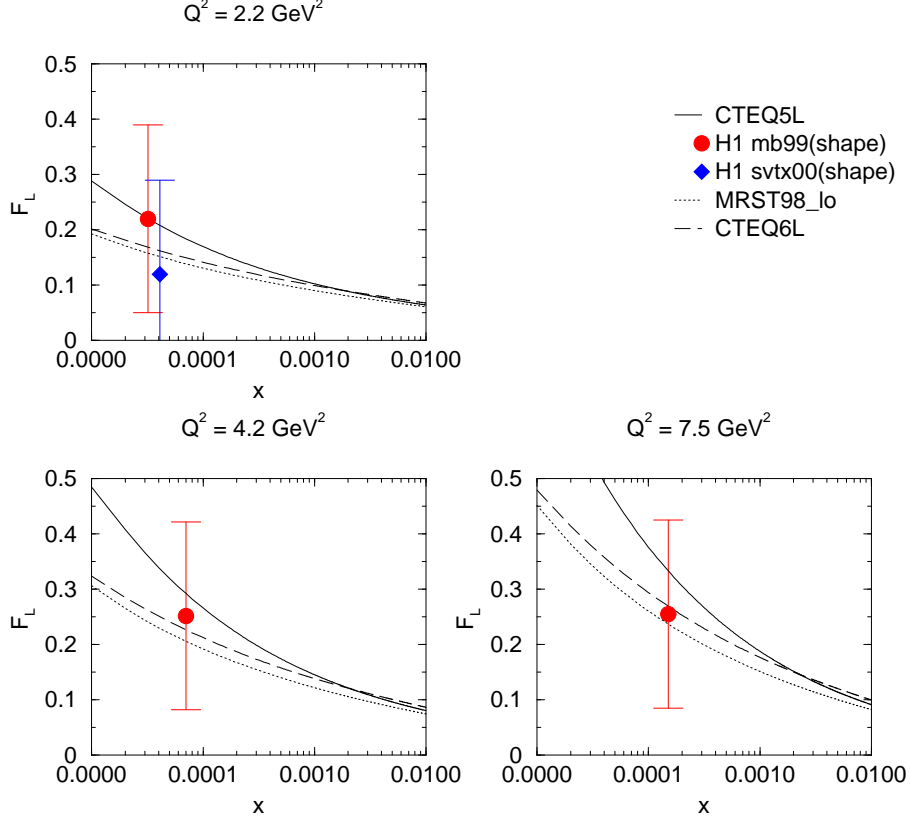 Q² = 2.2 GeV²
0.5
0.4
0.3
0.2
0.1
0
F_L
0.0000 0.0001 0.0010 0.0100
x
CTEQ5L
H1 mb99(shape)
H1 svtx00(shape)
MRST98_lo
CTEQ6L
Q² = 4.2 GeV²
0.5
0.4
0.3
0.2
0.1
0
F_L
0.0000 0.0001 0.0010 0.0100
x
Q² = 7.5 GeV²
0.5
0.4
0.3
0.2
0.1
0
F_L
0.0000 0.0001 0.0010 0.0100
x